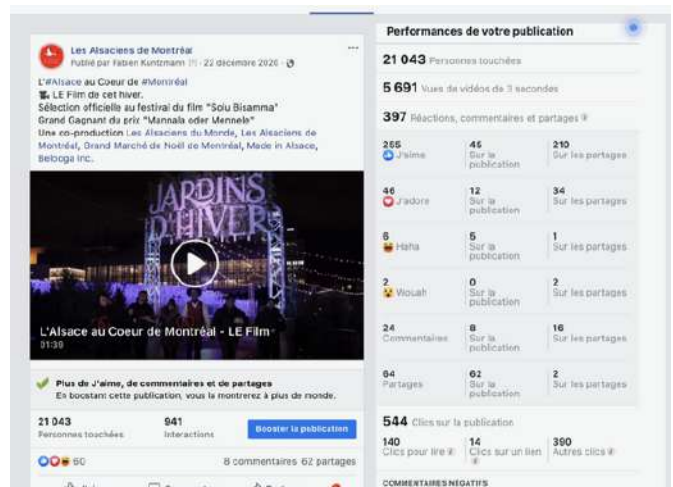 Les Alsaciens de Montréal
Publié par Fabien Kuntzmann · 22 décembre 2020 ·
L'#Alsace au Coeur de #Montréal
LE Film de cet hiver.
Sélection officielle au festival du film "Solu Bisamma"
Grand Gagnant du prix "Mannala oder Mennele"
Une co-production Les Alsaciens du Monde, Les Alsaciens de
Montréal, Grand Marché de Noël de Montréal, Made in Alsace,
Belooga Inc.
JARDINS
D'HIVER
L'Alsace au Coeur de Montréal - LE Film
01:39
Plus de J'aime, de commentaires et de partages
En boostant cette publication, vous la montrerez à plus de monde.
21 043
Personnes touchées
941
Interactions
Booster la publication
60
8 commentaires 62 partages
Performances de votre publication
21 043 Personnes touchées
5 691 Vues de vidéos de 3 secondes
397 Réactions, commentaires et partages
255
J'aime
45
Sur la
publication
210
Sur les partages
46
J'adore
12
Sur la
publication
34
Sur les partages
6
Haha
5
Sur la
publication
1
Sur les partages
2
Wouah
0
Sur la
publication
2
Sur les partages
24
Commentaires
8
Sur la
publication
16
Sur les partages
64
Partages
62
Sur la
publication
2
Sur les partages
544 Clics sur la publication
140
Clics pour lire
14
Clics sur un lien
390
Autres clics
COMMENTAIRES NÉGATIFS